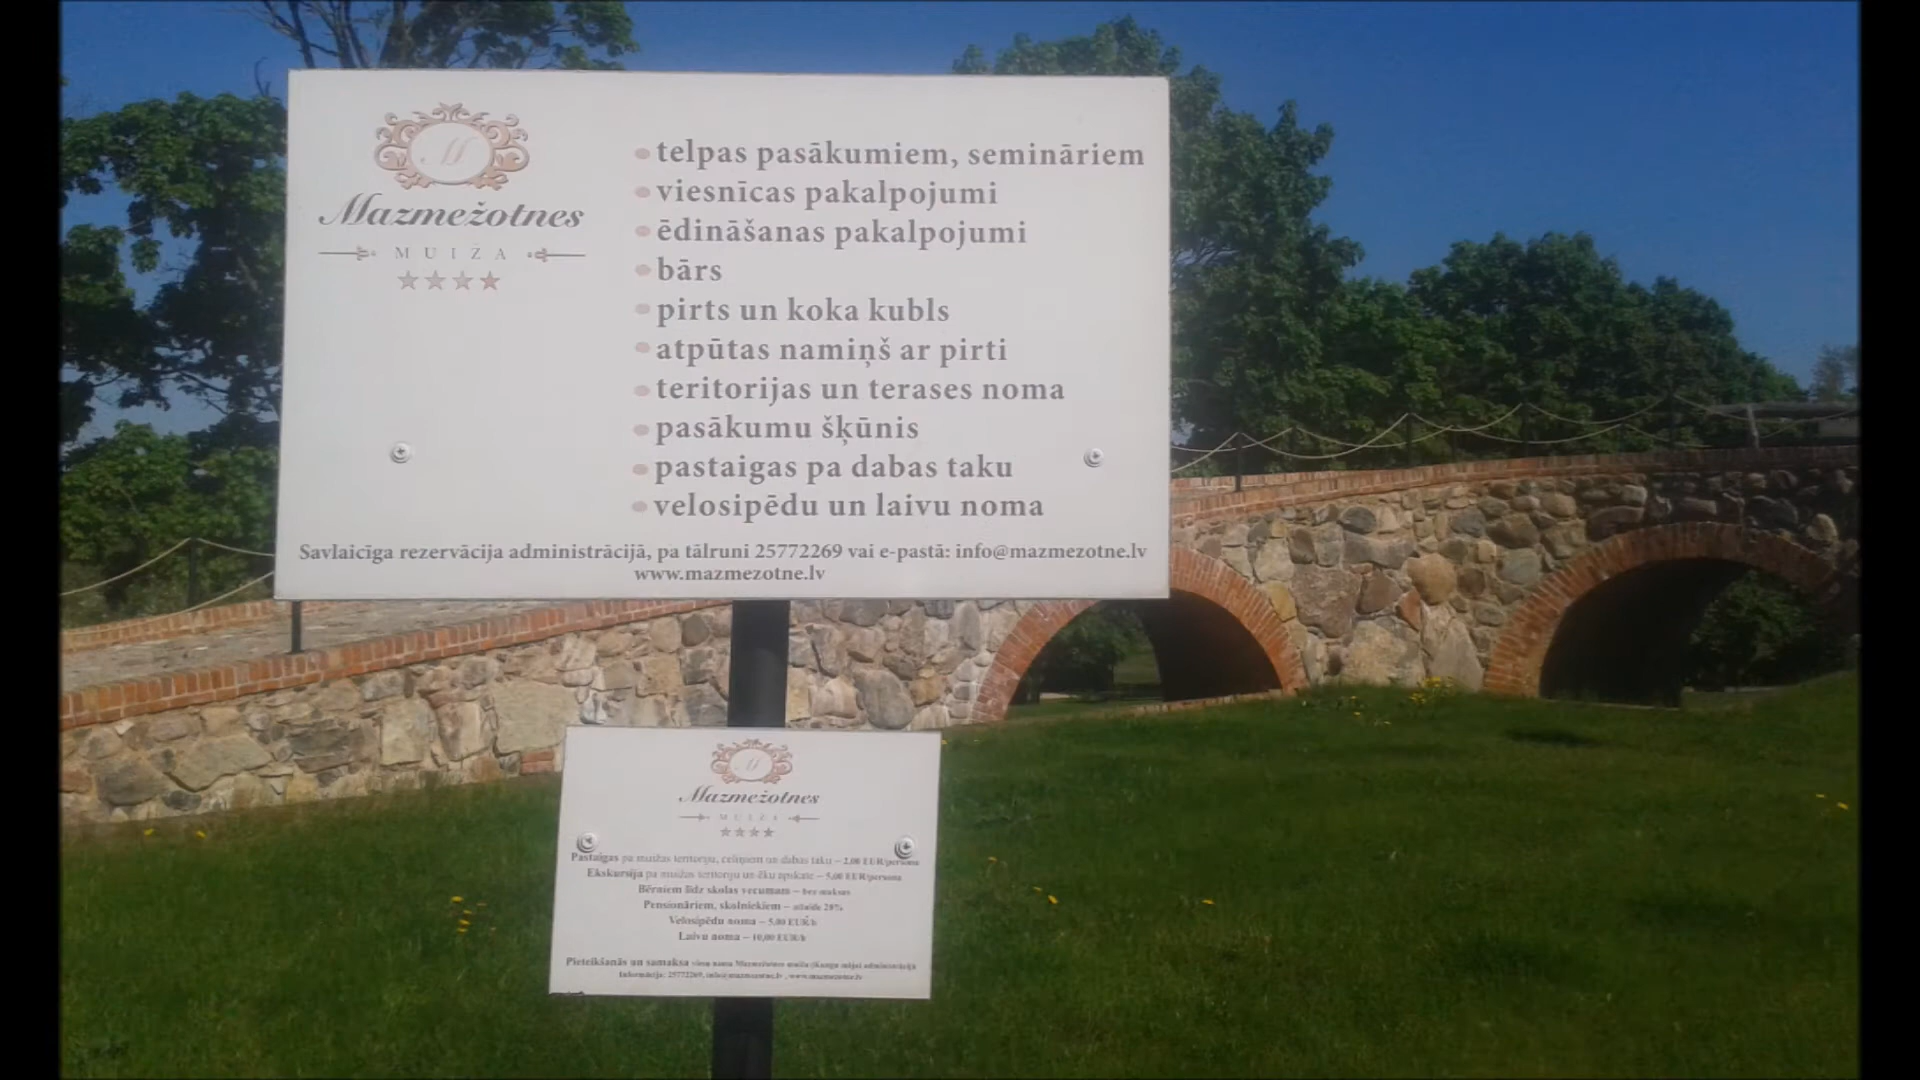 M
Mazmežotnes
MUIŽA
telpas pasākumiem, semināriem
viesnīcas pakalpojumi
ēdināšanas pakalpojumi
bārs
pirts un koka kubls
atpūtas namiņš ar pirti
teritorijas un terases noma
pasākumu šķūnis
pastaigas pa dabas taku
velosipēdu un laivu noma
Savlaicīga rezervācija administrācijā, pa tālruni 25772269 vai e-pastā: info@mazmezotne.lv
www.mazmezotne.lv
M
Mazmežotnes
MUIŽA
Pastaigas pa muižas teritoriju, celiņiem un dabas taku – 2,00 EUR/persona
Ekskursija pa muižas teritoriju un ēku apskate – 5,00 EUR/persona
Bērniem līdz skolas vecumam – bez maksas
Pensionāriem, skolniekiem – atlaide 20%
Velosipēdu noma – 5,00 EUR/h
Laivu noma – 10,00 EUR/h
Pieteikšanās un samaksa Mazmežotnes administrācijā
Informācija: 25772269, info@mazmezotne.lv , www.mazmezotne.lv